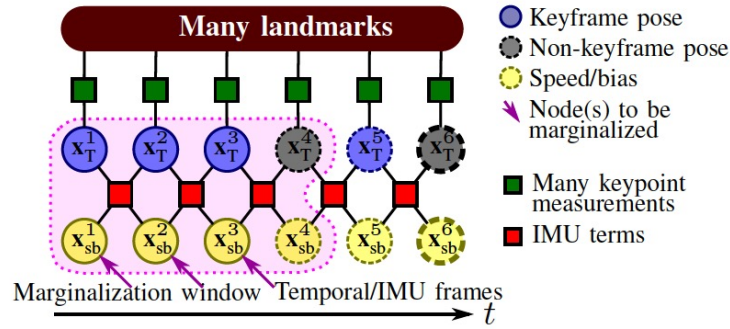 Many landmarks
Keyframe pose
Non-keyframe pose
Speed/bias
Node(s) to be
marginalized
Many keypoint
measurements
IMU terms
x_T^1 x_T^2 x_T^3 x_T^4 x_T^5 x_T^6
x_sb^1 x_sb^2 x_sb^3 x_sb^4 x_sb^5 x_sb^6
Marginalization window Temporal/IMU frames
t